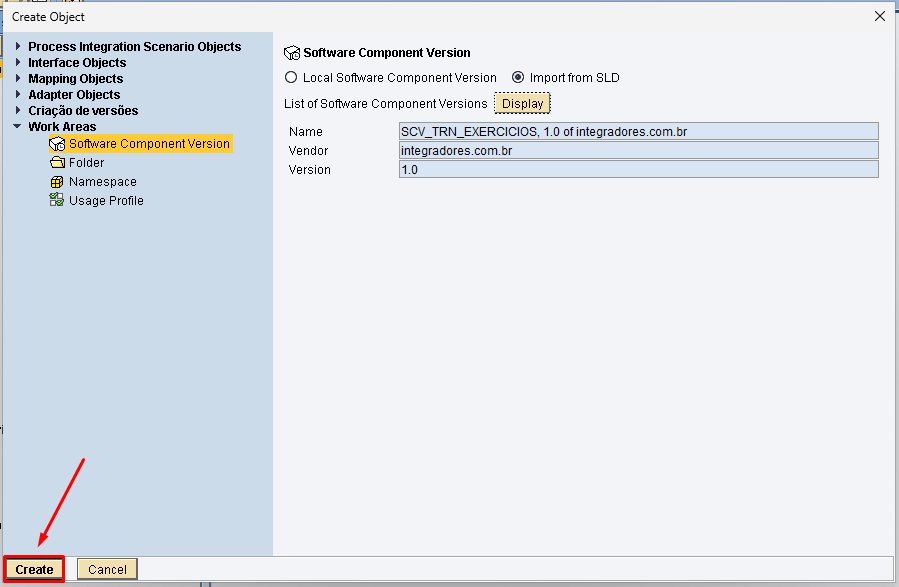 Create Object
Process Integration Scenario Objects
Interface Objects
Mapping Objects
Adapter Objects
Criação de versões
Work Areas
Software Component Version
Folder
Namespace
Usage Profile
Software Component Version
Local Software Component Version Import from SLD
List of Software Component Versions Display
Name SCV_TRN_EXERCICIOS, 1.0 of integradores.com.br
Vendor integradores.com.br
Version 1.0
Create Cancel